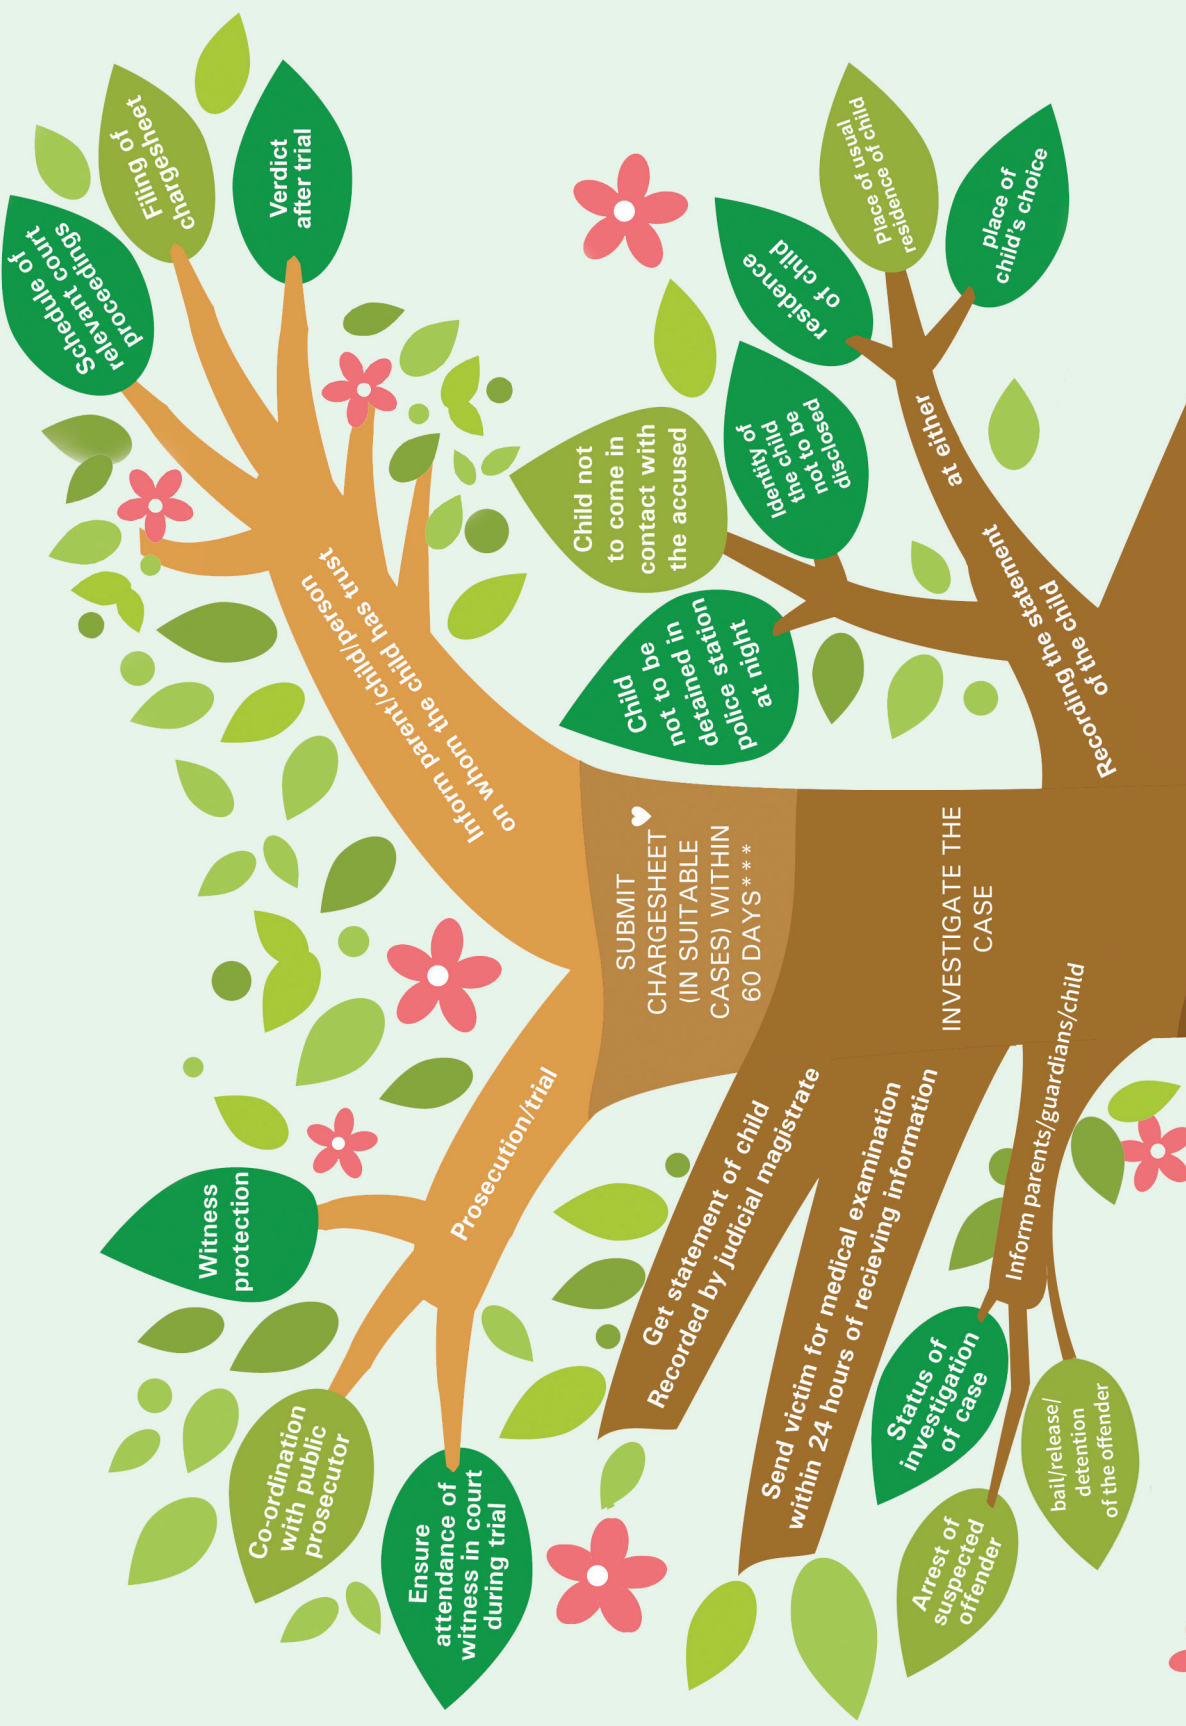 Schedule of
relevant court
proceedings
Filing of
chargesheet
Verdict
after trial
Inform parent/child/person
on whom the child has trust
Witness
protection
Co-ordination
with public
prosecutor
Ensure
attendance of
witness in court
during trial
Prosecution/trial
SUBMIT
CHARGESHEET
(IN SUITABLE
CASES) WITHIN
60 DAYS***
Child
not to be
detained in
police station
at night
Child not
to come in
contact with
the accused
Identity of
the child
not to be
disclosed
residence
of child
Place of usual
residence of child
place of
child's choice
at either
Recording the statement
of the child
INVESTIGATE THE
CASE
Get statement of child
Recorded by judicial magistrate
Send victim for medical examination
within 24 hours of recieving information
Inform parents/guardians/child
Status of
investigation
of case
Arrest of
suspected
offender
bail/release/
detention
of the offender